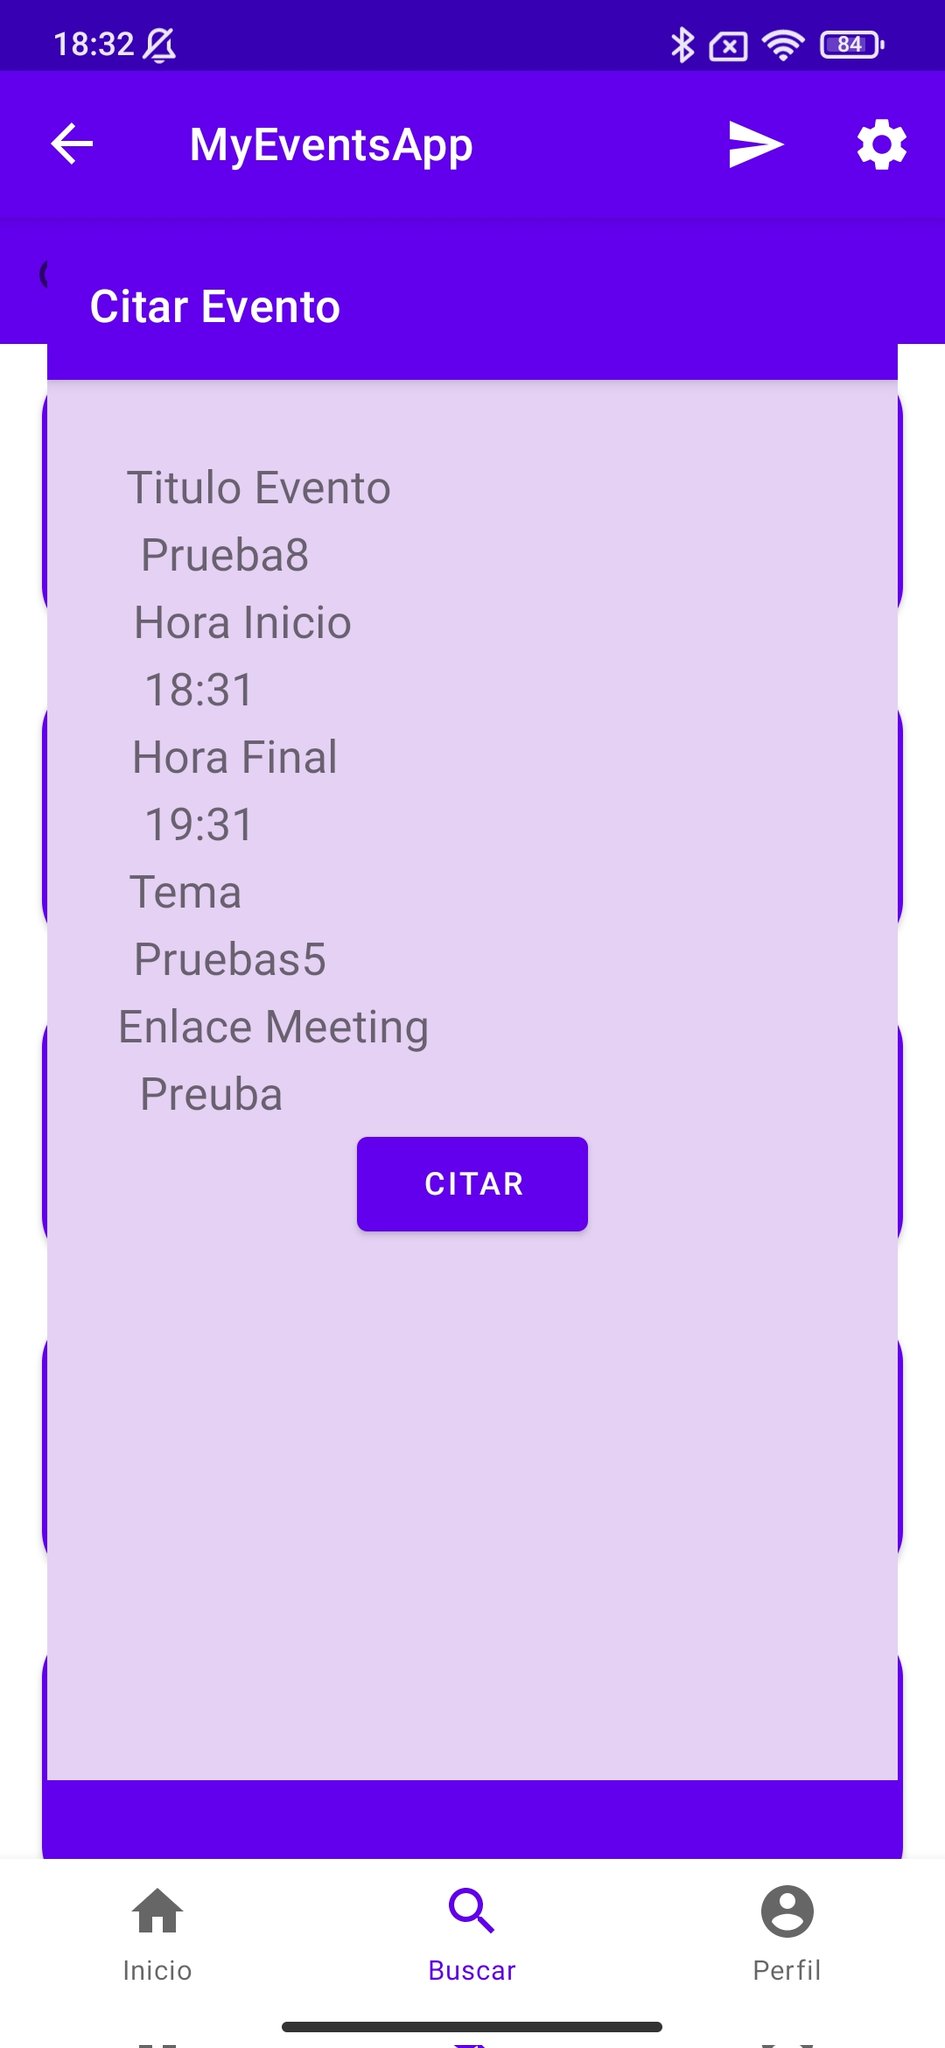 18:32
84
MyEventsApp
Citar Evento
Titulo Evento
Prueba8
Hora Inicio
18:31
Hora Final
19:31
Tema
Pruebas5
Enlace Meeting
Preuba
CITAR
Inicio
Buscar
Perfil